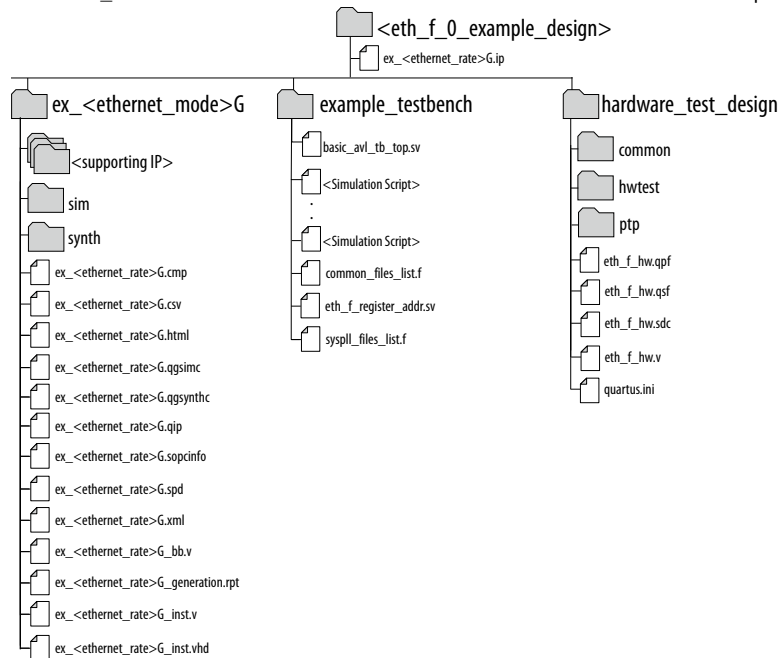 <eth_f_0_example_design>
ex_<ethernet_rate>G.ip
ex_<ethernet_mode>G
<supporting IP>
sim
synth
ex_<ethernet_rate>G.cmp
ex_<ethernet_rate>G.csv
ex_<ethernet_rate>G.html
ex_<ethernet_rate>G.qgsimc
ex_<ethernet_rate>G.qgsynthc
ex_<ethernet_rate>G.qip
ex_<ethernet_rate>G.sopcinfo
ex_<ethernet_rate>G.spd
ex_<ethernet_rate>G.xml
ex_<ethernet_rate>G_bb.v
ex_<ethernet_rate>G_generation.rpt
ex_<ethernet_rate>G_inst.v
ex_<ethernet_rate>G_inst.vhd
example_testbench
basic_avl_tb_top.sv
<Simulation Script>
.
.
<Simulation Script>
common_files_list.f
eth_f_register_addr.sv
syspll_files_list.f
hardware_test_design
common
hwtest
ptp
eth_f_hw.qpf
eth_f_hw.qsf
eth_f_hw.sdc
eth_f_hw.v
quartus.ini